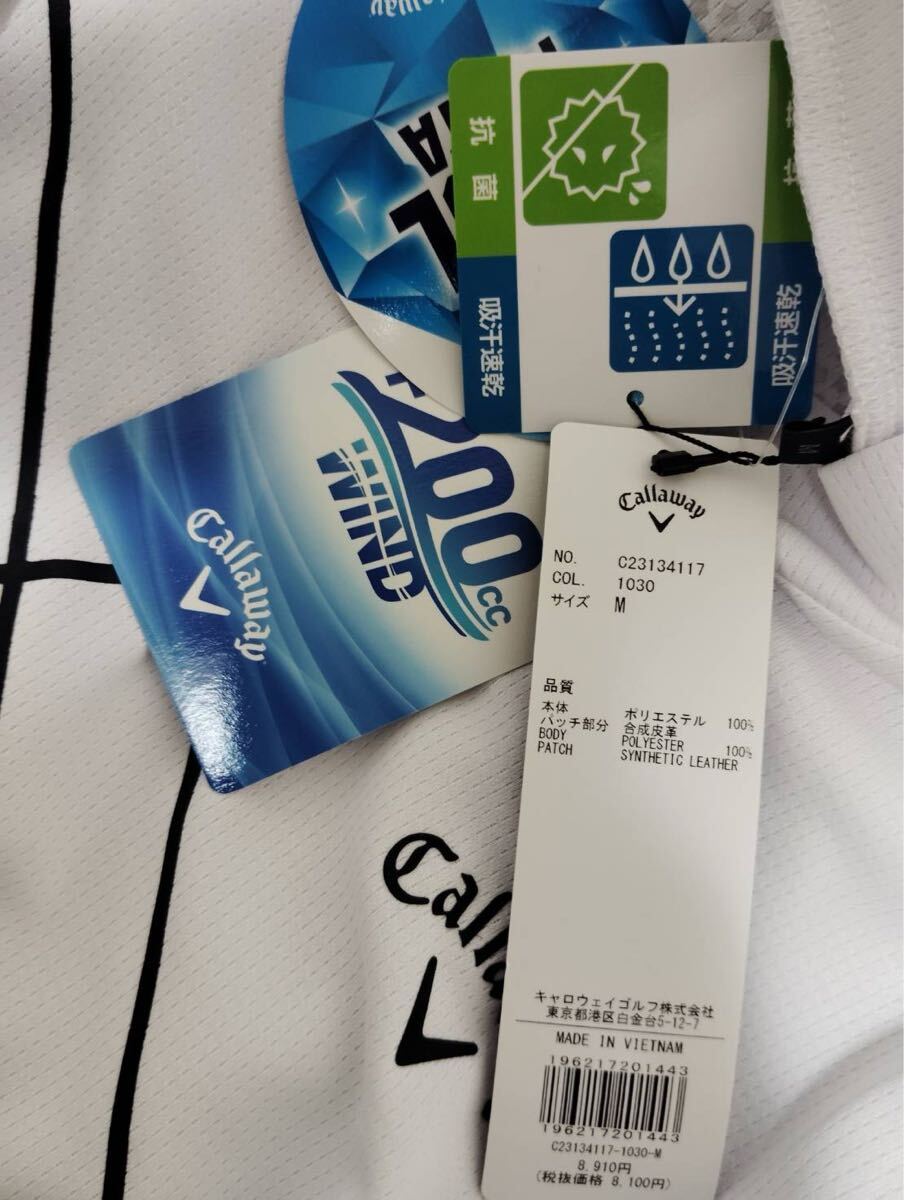 Callaway
抗菌
吸汗速乾
吸汗速乾
+200cc
WIND
Callaway
M
Callaway
NO. C23134117
COL. 1030
サイズ M
品質
本体 ポリエステル 100%
パッチ部分 合成皮革
BODY POLYESTER 100%
PATCH SYNTHETIC LEATHER
キャロウェイゴルフ株式会社
東京都港区白金台5-12-7
MADE IN VIETNAM
196217201443
196217201443
C23134117-1030-M
8,910円
(税抜価格 8,100円)